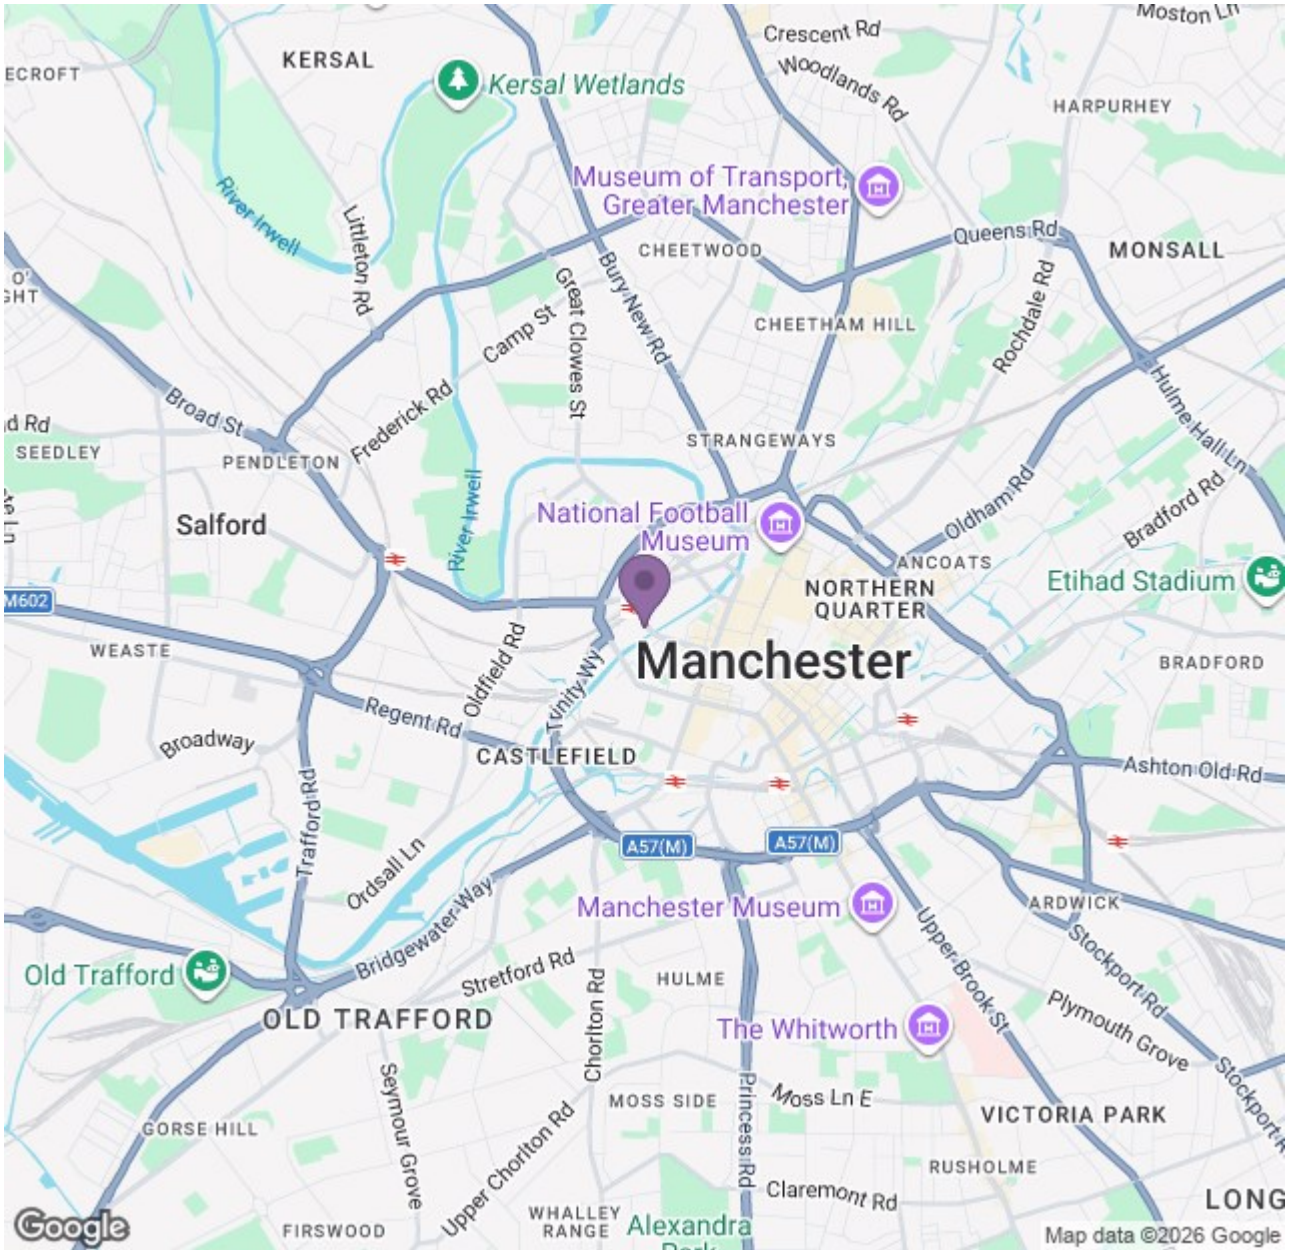 Moston Ln
Crescent Rd
KERSAL
ECROFT
Kersal Wetlands
Woodlands Rd
HARPURHEY
Museum of Transport,
Greater Manchester
River Irwell
Littleton Rd
CHEETWOOD
Queens Rd
MONSALL
O'
GHT
Great Clowes St
Bury New Rd
Camp St
CHEETHAM HILL
Rochdale Rd
Broad St
Frederick Rd
Hulme Hall Ln
d Rd
SEEDLEY
PENDLETON
STRANGEWAYS
te Ln
Salford
River Irwell
National Football
Museum
Oldham Rd
Bradford Rd
ANCOATS
Etihad Stadium
NORTHERN
QUARTER
M602
WEASTE
Oldfield Rd
Trinity Wy
Manchester
BRADFORD
Regent Rd
Broadway
CASTLEFIELD
Ashton Old Rd
Trafford Rd
Ordsall Ln
A57(M)
A57(M)
Bridgewater Way
Manchester Museum
ARDWICK
Old Trafford
Stretford Rd
HULME
Upper Brook St
Stockport Rd
OLD TRAFFORD
Chorlton Rd
The Whitworth
Plymouth Grove
Seymour Grove
Princess Rd
Moss Ln E
MOSS SIDE
VICTORIA PARK
Stockport R
GORSE HILL
Upper Chorlton Rd
RUSHOLME
Claremont Rd
LONG
Google
FIRSWOOD
WHALLEY
RANGE
Alexandra
Park
Map data ©2026 Google